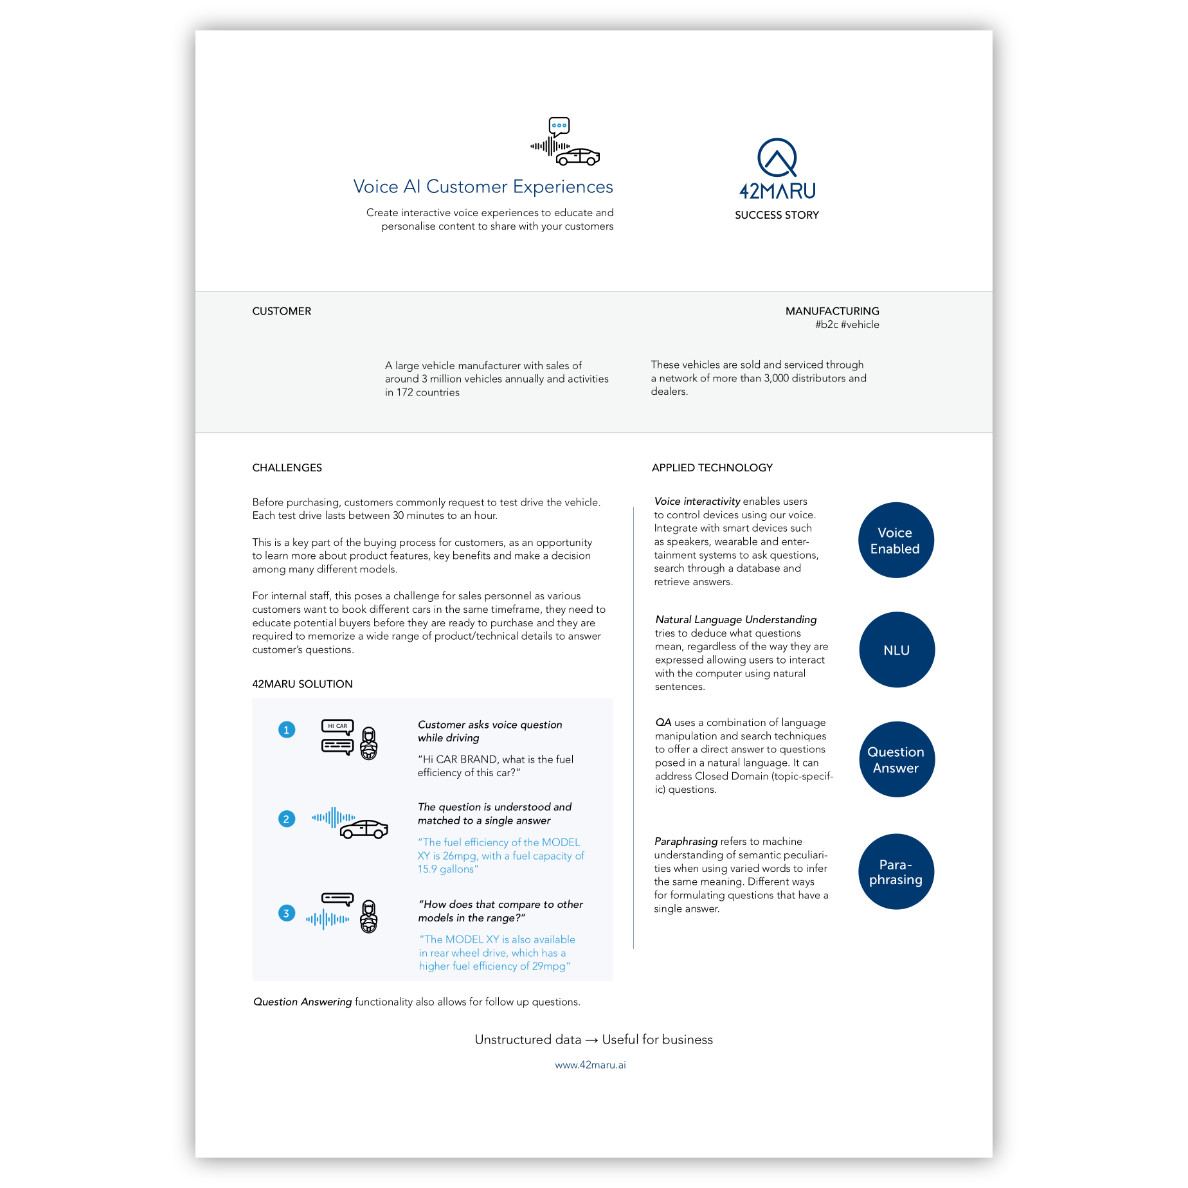 Voice AI Customer Experiences
Create interactive voice experiences to educate and
personalise content to share with your customers
42MARU
SUCCESS STORY
CUSTOMER
MANUFACTURING
#b2c #vehicle
A large vehicle manufacturer with sales of
around 3 million vehicles annually and activities
in 172 countries
These vehicles are sold and serviced through
a network of more than 3,000 distributors and
dealers.
CHALLENGES
Before purchasing, customers commonly request to test drive the vehicle.
Each test drive lasts between 30 minutes to an hour.
This is a key part of the buying process for customers, as an opportunity
to learn more about product features, key benefits and make a decision
among many different models.
For internal staff, this poses a challenge for sales personnel as various
customers want to book different cars in the same timeframe, they need to
educate potential buyers before they are ready to purchase and they are
required to memorize a wide range of product/technical details to answer
customer's questions.
42MARU SOLUTION
1
HI CAR
Customer asks voice question
while driving
"Hi CAR BRAND, what is the fuel
efficiency of this car?"
2
The question is understood and
matched to a single answer
"The fuel efficiency of the MODEL
XY is 26mpg, with a fuel capacity of
15.9 gallons"
3
"How does that compare to other
models in the range?"
"The MODEL XY is also available
in rear wheel drive, which has a
higher fuel efficiency of 29mpg"
Question Answering functionality also allows for follow up questions.
APPLIED TECHNOLOGY
Voice interactivity enables users
to control devices using our voice.
Integrate with smart devices such
as speakers, wearable and enter-
tainment systems to ask questions,
search through a database and
retrieve answers.
Voice
Enabled
Natural Language Understanding
tries to deduce what questions
mean, regardless of the way they are
expressed allowing users to interact
with the computer using natural
sentences.
NLU
QA uses a combination of language
manipulation and search techniques
to offer a direct answer to questions
posed in a natural language. It can
address Closed Domain (topic-specif-
ic) questions.
Question
Answer
Paraphrasing refers to machine
understanding of semantic peculiari-
ties when using varied words to infer
the same meaning. Different ways
for formulating questions that have a
single answer.
Para-
phrasing
Unstructured data → Useful for business
www.42maru.ai